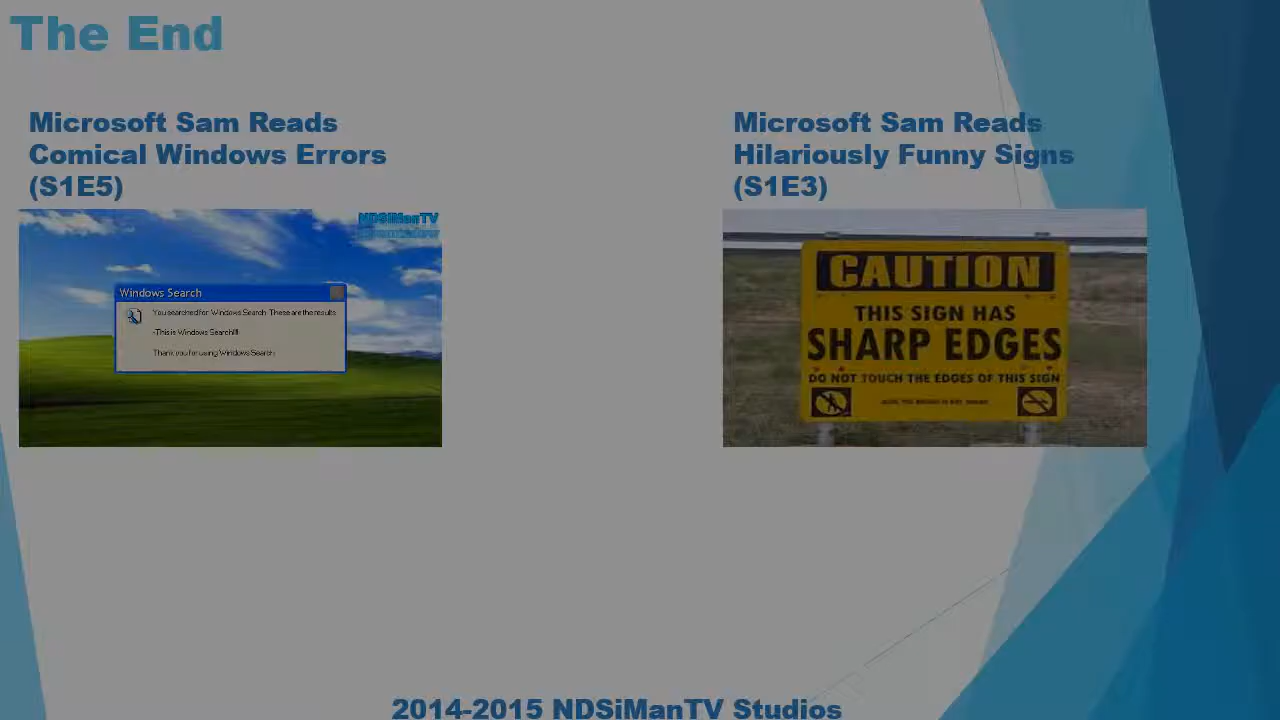 The End
Microsoft Sam Reads
Comical Windows Errors
(S1E5)
Microsoft Sam Reads
Hilariously Funny Signs
(S1E3)
NDSiManTV
Windows Search
You searched for Windows Search. These are the results
-This is Windows Search!!!
Thank you for using Windows Search
CAUTION
THIS SIGN HAS
SHARP EDGES
DO NOT TOUCH THE EDGES OF THIS SIGN
2014-2015 NDSiManTV Studios